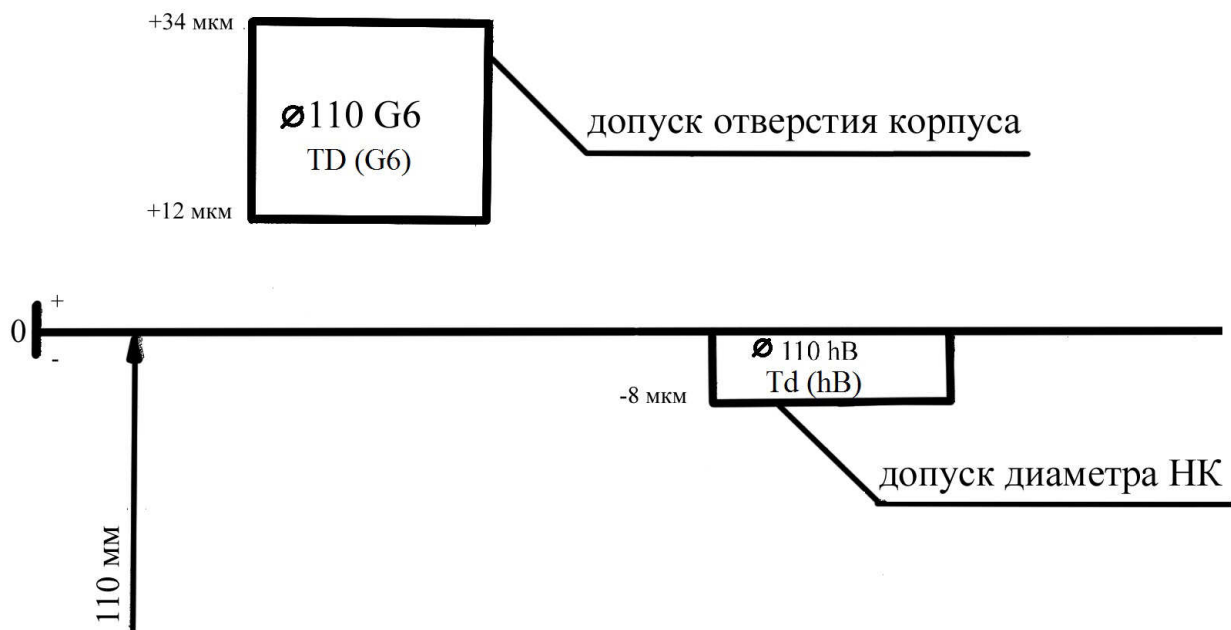 +34 мкм
⌀110 G6
TD (G6)
допуск отверстия корпуса
+12 мкм
+
0
-
⌀ 110 hB
Td (hB)
-8 мкм
допуск диаметра НК
110 мм